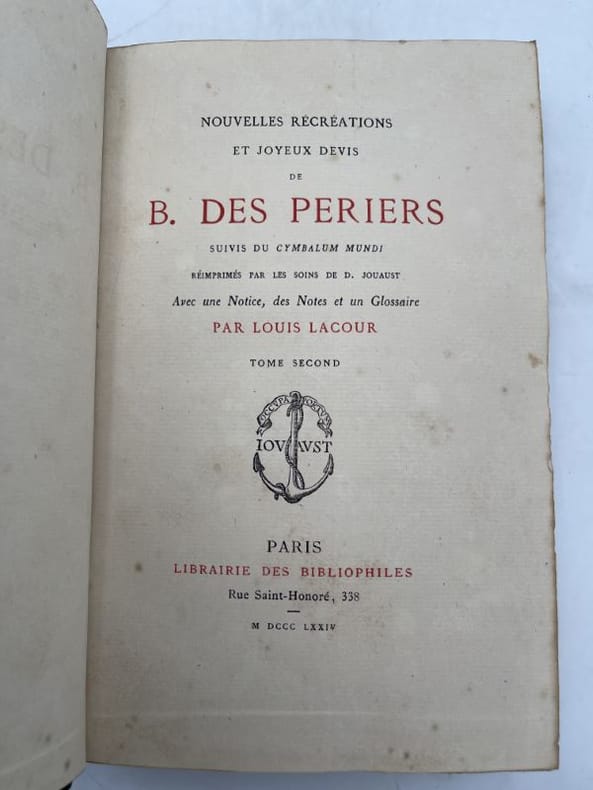 NOUVELLES RÉCRÉATIONS
ET JOYEUX DEVIS
DE
B. DES PERIERS
SUIVIS DU CYMBALUM MUNDI
RÉIMPRIMÉS PAR LES SOINS DE D. JOUAUST
Avec une Notice, des Notes et un Glossaire
PAR LOUIS LACOUR
TOME SECOND
OCCVPA PORTVM
IOVAVST
PARIS
LIBRAIRIE DES BIBLIOPHILES
Rue Saint-Honoré, 338
M DCCC LXXIV